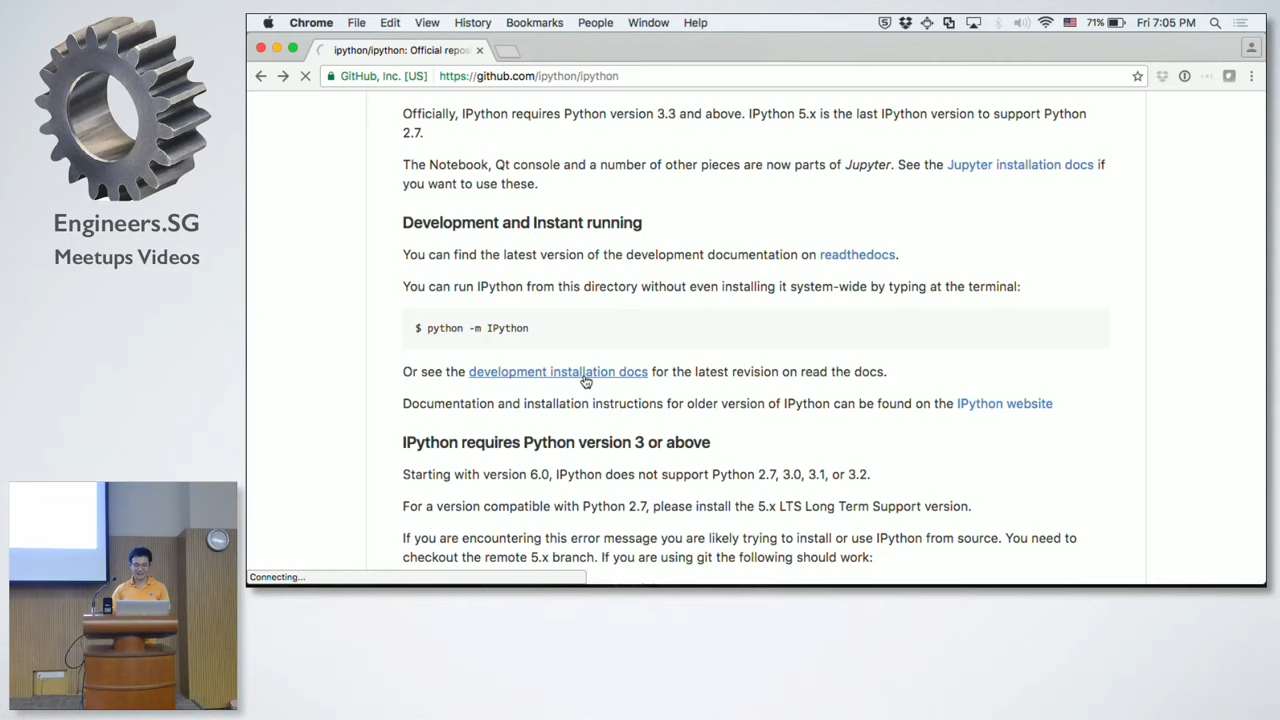 Engineers.SG
Meetups Videos
Chrome File Edit View History Bookmarks People Window Help
71% Fri 7:05 PM
ipython/ipython: Official repos
GitHub, Inc. [US] https://github.com/ipython/ipython
Officially, IPython requires Python version 3.3 and above. IPython 5.x is the last IPython version to support Python
2.7.
The Notebook, Qt console and a number of other pieces are now parts of Jupyter. See the Jupyter installation docs if
you want to use these.
Development and Instant running
You can find the latest version of the development documentation on readthedocs.
You can run IPython from this directory without even installing it system-wide by typing at the terminal:
$ python -m IPython
Or see the development installation docs for the latest revision on read the docs.
Documentation and installation instructions for older version of IPython can be found on the IPython website
IPython requires Python version 3 or above
Starting with version 6.0, IPython does not support Python 2.7, 3.0, 3.1, or 3.2.
For a version compatible with Python 2.7, please install the 5.x LTS Long Term Support version.
If you are encountering this error message you are likely trying to install or use IPython from source. You need to
checkout the remote 5.x branch. If you are using git the following should work:
Connecting...